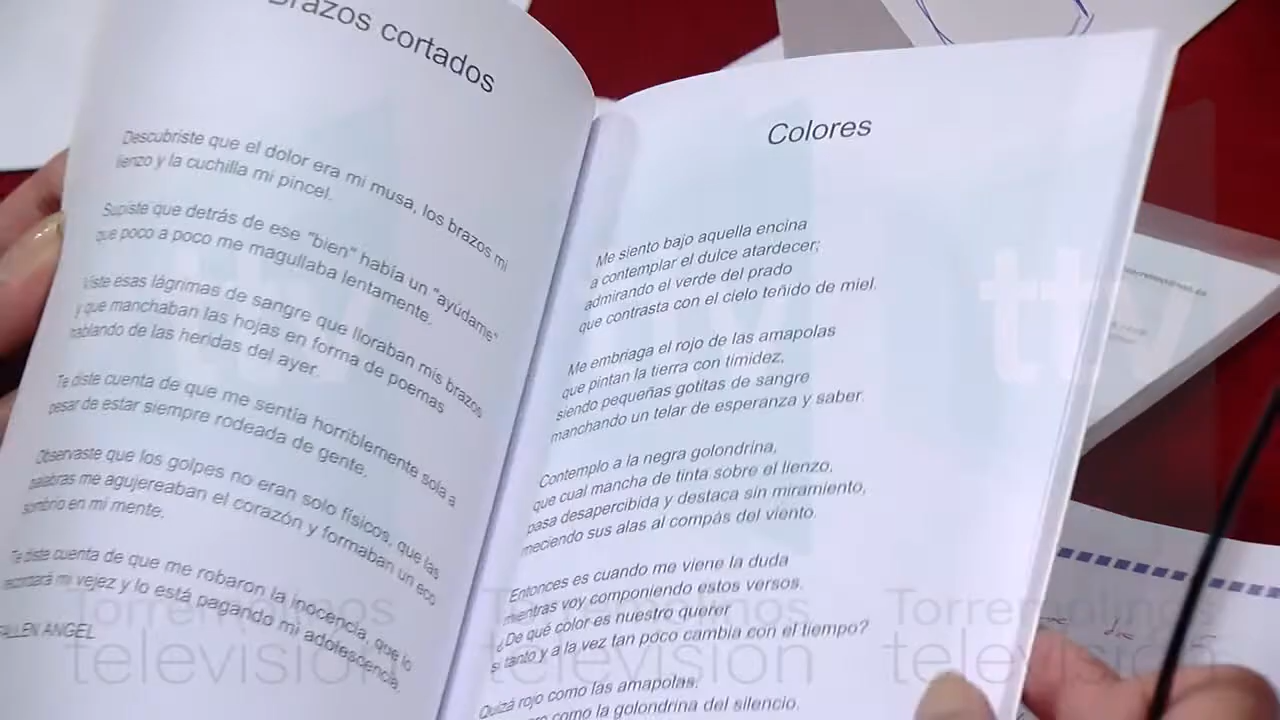 Brazos cortados
Descubriste que el dolor era mi musa, los brazos mi
lienzo y la cuchilla mi pincel.
Supiste que detrás de ese "bien" había un "ayúdame"
que poco a poco me magullaba lentamente.
Viste esas lágrimas de sangre que lloraban mis brazos
y que manchaban las hojas en forma de poemas
hablando de las heridas del ayer.
Te diste cuenta de que me sentía horriblemente sola a
pesar de estar siempre rodeada de gente.
Observaste que los golpes no eran solo físicos, que las
palabras me agujereaban el corazón y formaban un eco
sombrío en mi mente.
Te diste cuenta de que me robaron la inocencia, que lo
recordará mi vejez y lo está pagando mi adolescencia.
FALLEN ANGEL
Colores
Me siento bajo aquella encina
a contemplar el dulce atardecer;
admirando el verde del prado
que contrasta con el cielo teñido de miel.
Me embriaga el rojo de las amapolas
que pintan la tierra con timidez,
siendo pequeñas gotitas de sangre
manchando un telar de esperanza y saber.
Contemplo a la negra golondrina,
que cual mancha de tinta sobre el lienzo,
pasa desapercibida y destaca sin miramiento,
meciendo sus alas al compás del viento.
Entonces es cuando me viene la duda
mientras voy componiendo estos versos.
¿De qué color es nuestro querer
si tanto y a la vez tan poco cambia con el tiempo?
Quizá rojo como las amapolas,
como la golondrina del silencio.
ttv
ttv
ttv
Torremolinos
televisión
Torremolinos
televisión
Torremolinos
televisión